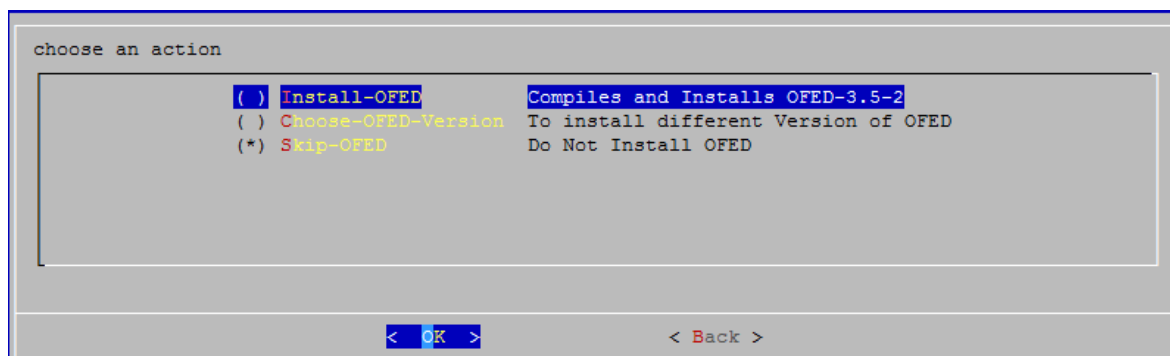 choose an action
( ) Install-OFED Compiles and Installs OFED-3.5-2
( ) Choose-OFED-Version To install different Version of OFED
(*) Skip-OFED Do Not Install OFED
< OK > < Back >